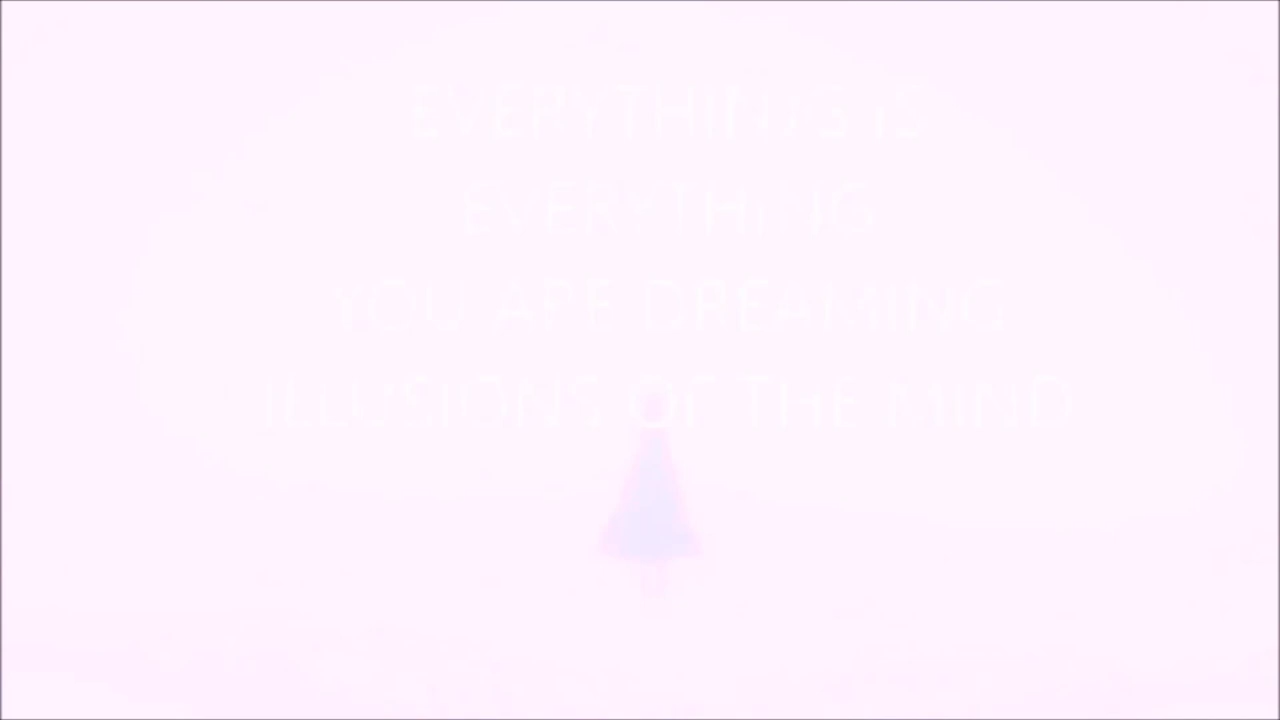 EVERYTHING IS
EVERYTHING
YOU ARE DREAMING
ILLUSIONS OF THE MIND